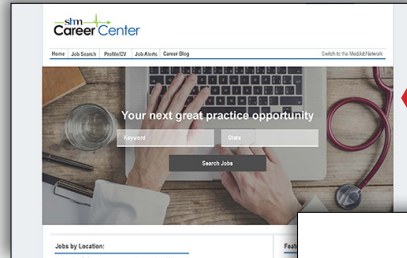 shm
Career Center
Home Job Search Profile/CV Job Alerts Career Blog Switch to the MedJobNetwork
Your next great practice opportunity
Keyword State
Search Jobs
Jobs by Location: Feat